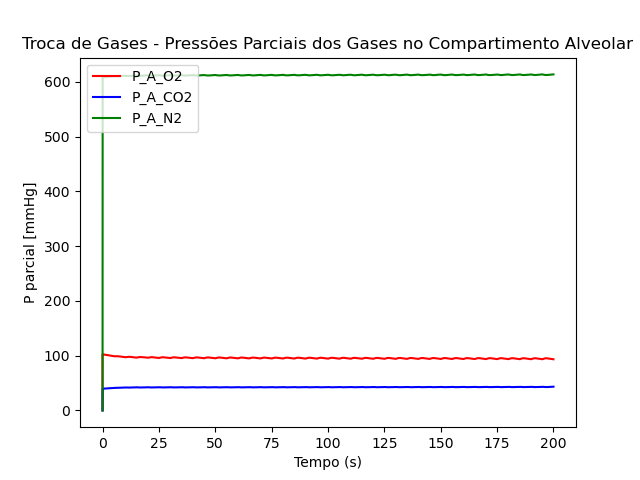 Troca de Gases - Pressões Parciais dos Gases no Compartimento Alveolar
P_A_O2
P_A_CO2
P_A_N2
600
500
400
300
200
100
0
P parcial [mmHg]
0 25 50 75 100 125 150 175 200
Tempo (s)